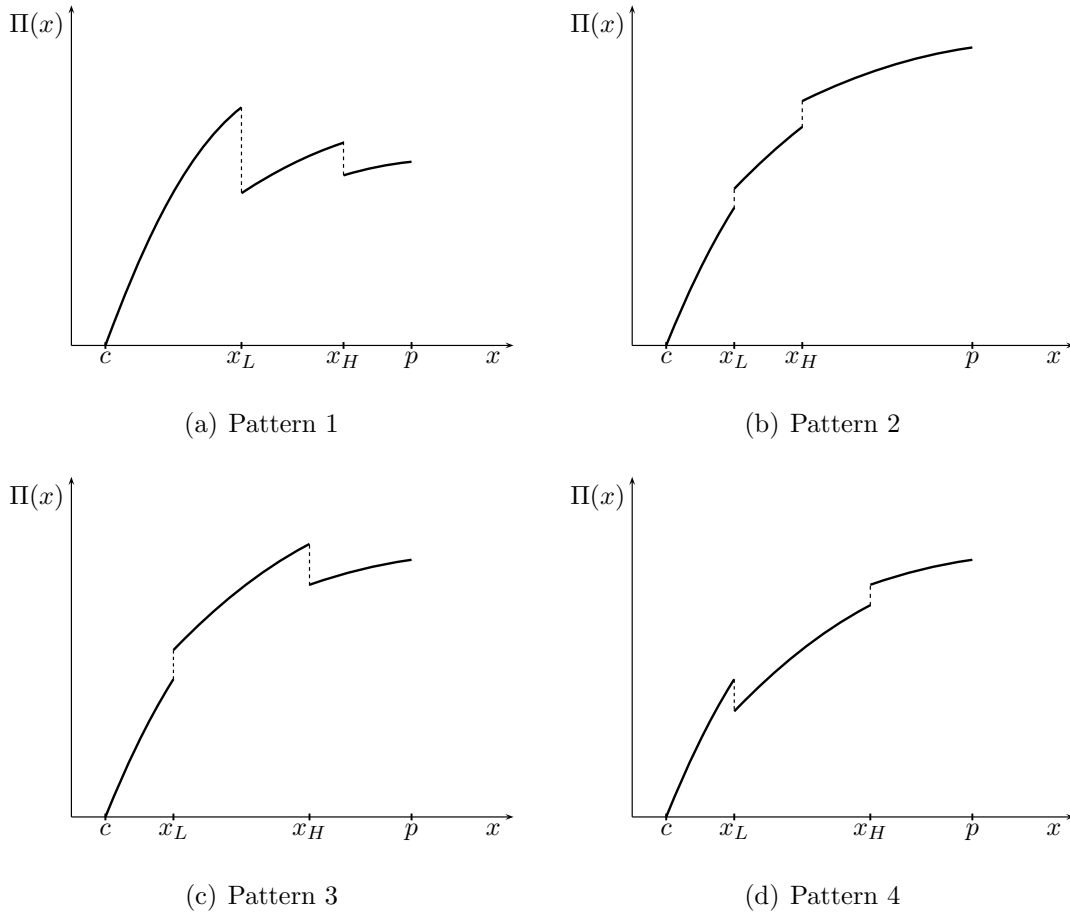 Π(x)
c x_L x_H p x
(a) Pattern 1
Π(x)
c x_L x_H p x
(b) Pattern 2
Π(x)
c x_L x_H p x
(c) Pattern 3
Π(x)
c x_L x_H p x
(d) Pattern 4